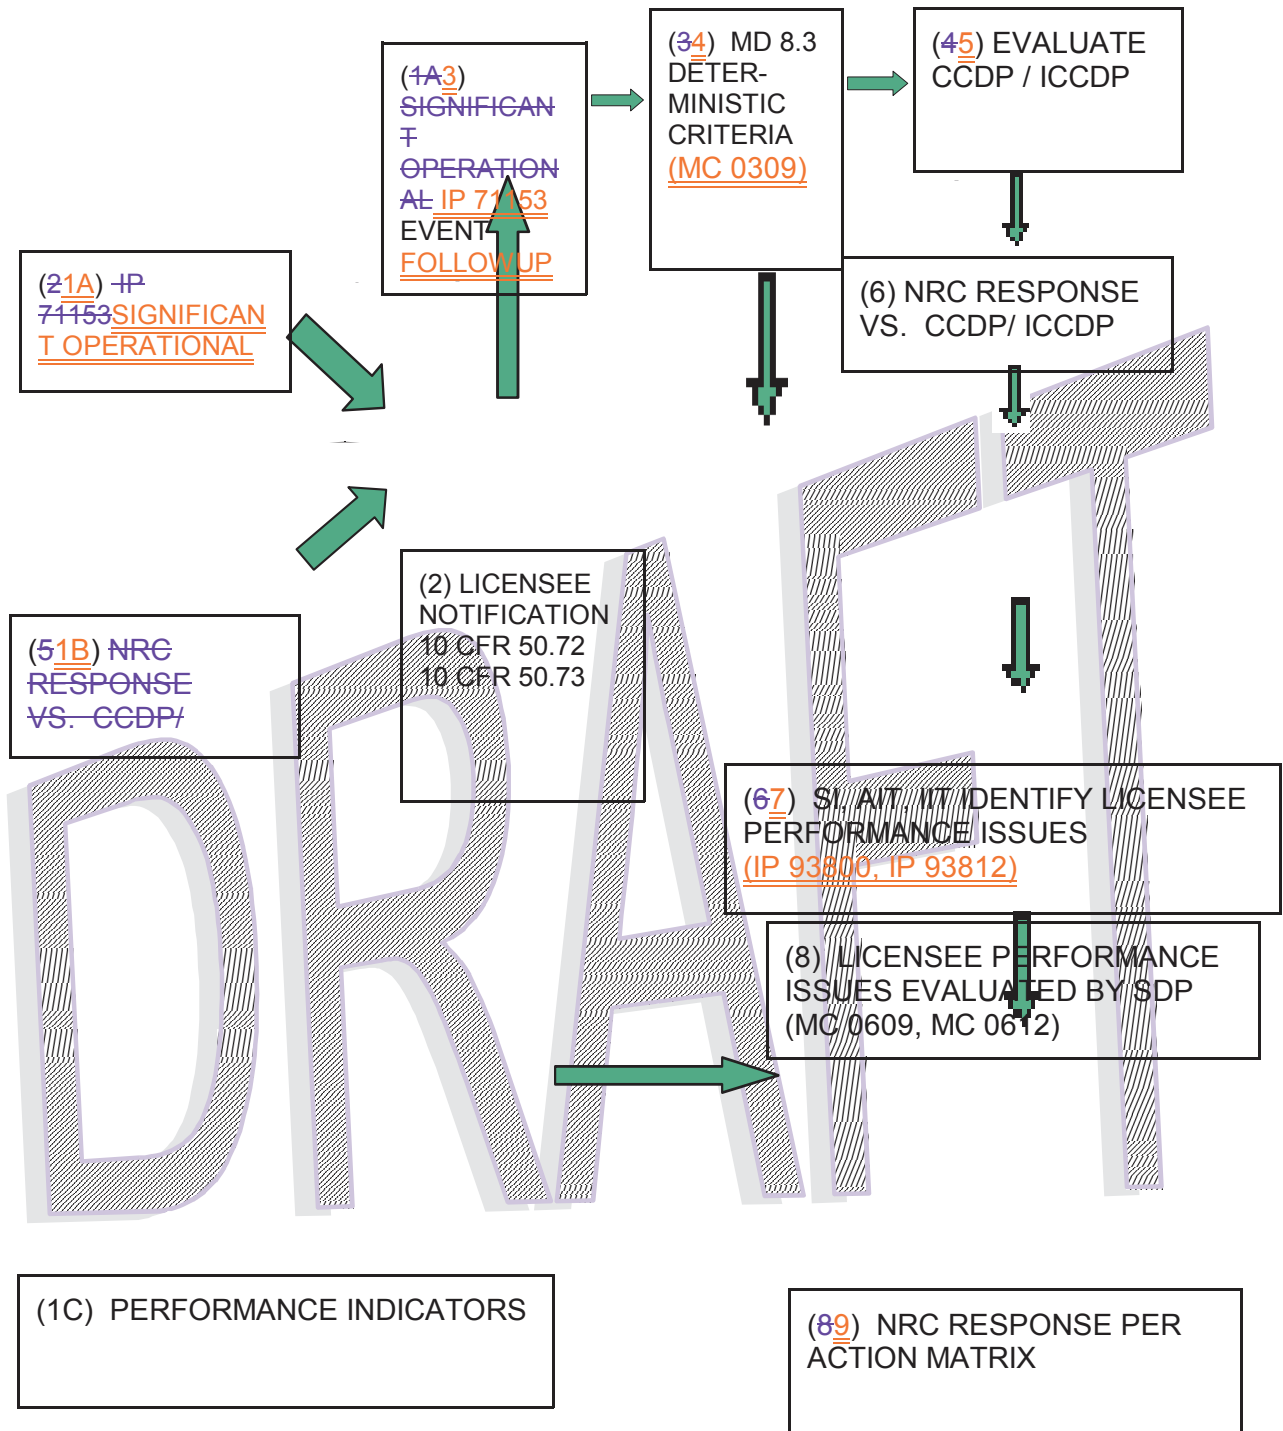 (1A3)
SIGNIFICAN
T
OPERATION
AL IP 71153
EVENT
FOLLOWUP
(34) MD 8.3
DETER-
MINISTIC
CRITERIA
(MC 0309)
(45) EVALUATE
CCDP / ICCDP
(21A) IP
71153SIGNIFICAN
T OPERATIONAL
(6) NRC RESPONSE
VS. CCDP/ ICCDP
(2) LICENSEE
NOTIFICATION
10 CFR 50.72
10 CFR 50.73
(51B) NRC
RESPONSE
VS. CCDP/
(67) SI, AIT, IIT IDENTIFY LICENSEE
PERFORMANCE ISSUES
(IP 93800, IP 93812)
(8) LICENSEE PERFORMANCE
ISSUES EVALUATED BY SDP
(MC 0609, MC 0612)
DRAFT
(1C) PERFORMANCE INDICATORS
(89) NRC RESPONSE PER
ACTION MATRIX